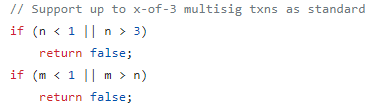 // Support up to x-of-3 multisig txns as standard
if (n < 1 || n > 3)
    return false;
if (m < 1 || m > n)
    return false;